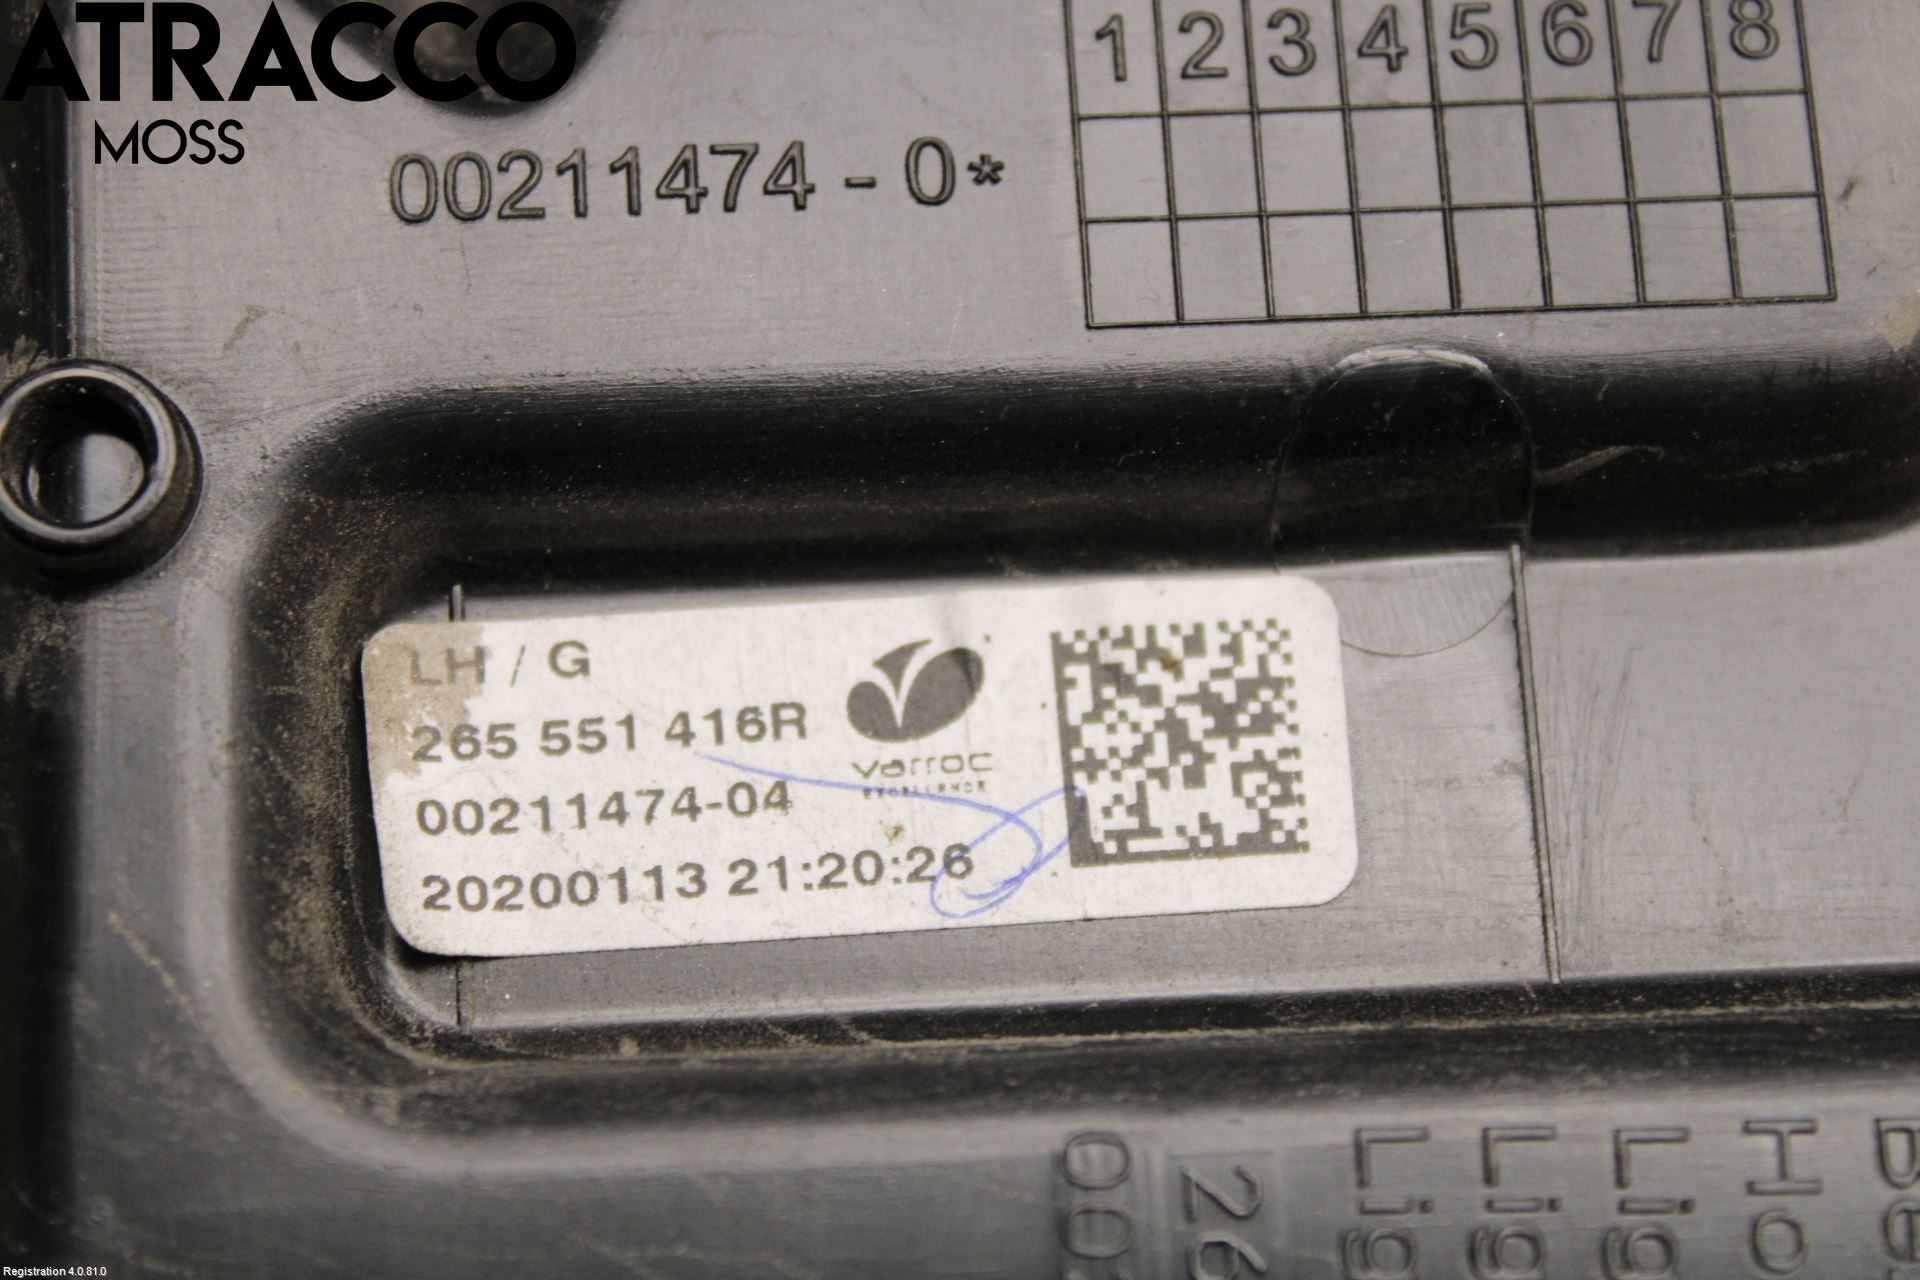 ATRACCO
MOSS
1 2 3 4 5 6 7 8
00211474 - 0*
LH / G
265 551 416R
varroc
EXCELLENCE
00211474-04
20200113 21:20:26
Registration 4.0.81.0